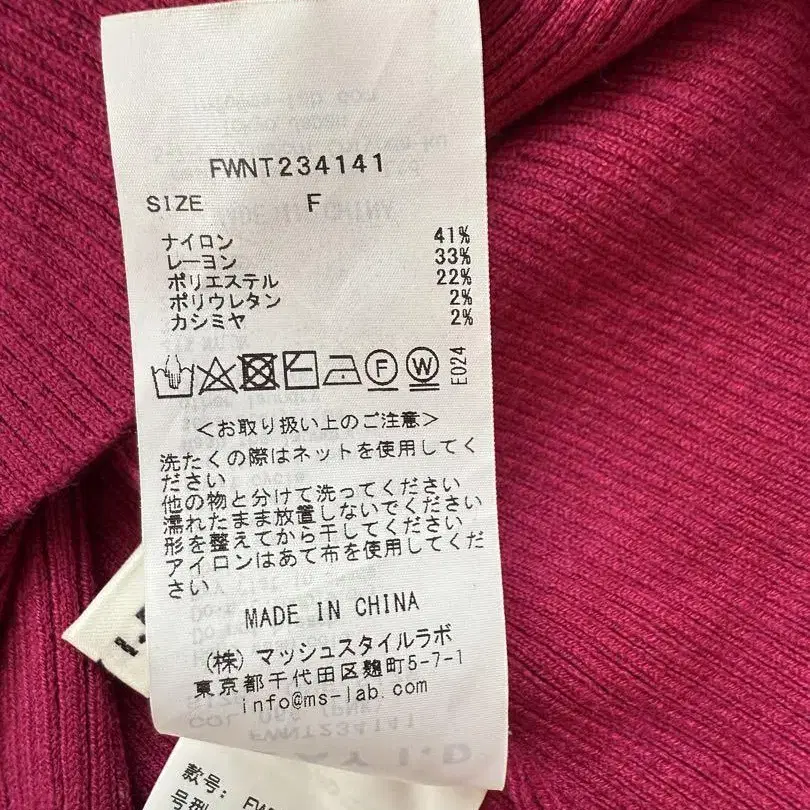 FWNT234141
SIZE F
ナイロン 41%
レーヨン 33%
ポリエステル 22%
ポリウレタン 2%
カシミヤ 2%
F W E024
<お取り扱い上のご注意>
洗たくの際はネットを使用してく
ださい
他の物と分けて洗ってください
濡れたまま放置しないでください
形を整えてから干してください
アイロンはあて布を使用してくだ
さい
MADE IN CHINA
(株) マッシュスタイルラボ
東京都千代田区麹町5-7-1
info@ms-lab.com
款号:
号型